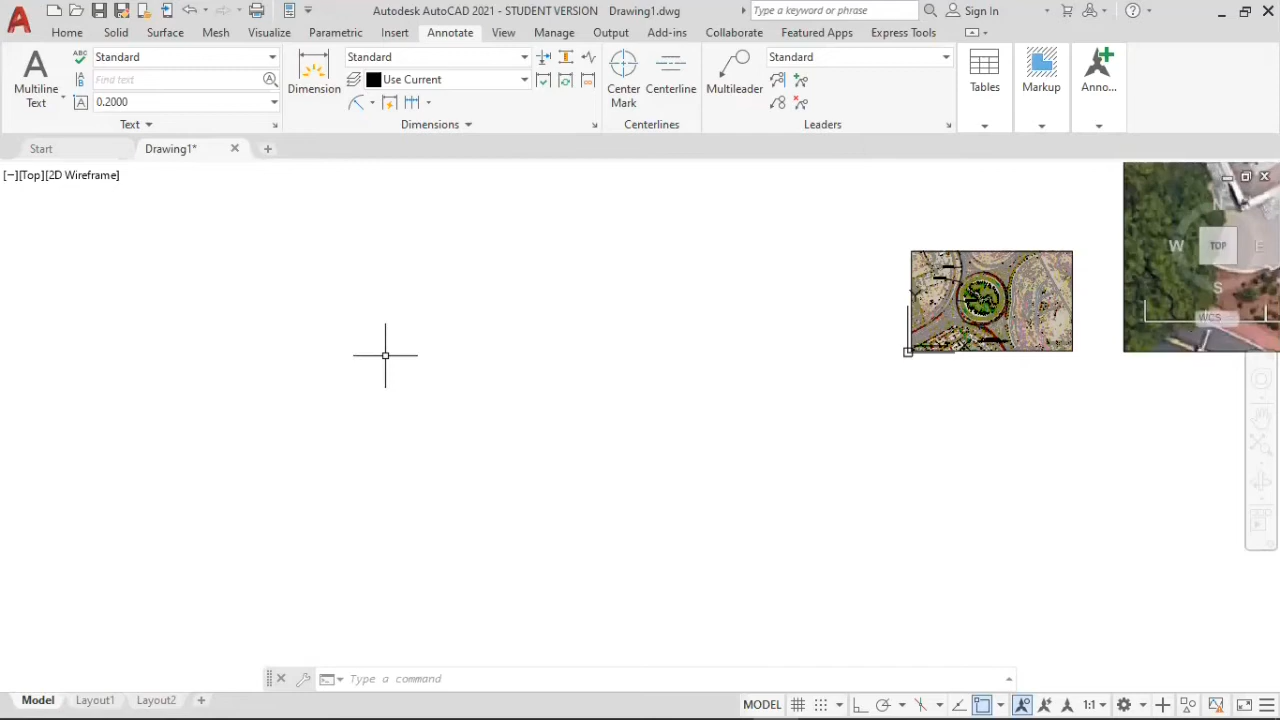 Autodesk AutoCAD 2021 - STUDENT VERSION Drawing1.dwg
Type a keyword or phrase
Sign In
Home Solid Surface Mesh Visualize Parametric Insert Annotate View Manage Output Add-ins Collaborate Featured Apps Express Tools
Multiline
Text
Standard
Find text
0.2000
Text
Dimension
Standard
Use Current
Dimensions
Center
Mark
Centerline
Centerlines
Multileader
Standard
Leaders
Tables
Markup
Anno...
Start
Drawing1*
[−][Top][2D Wireframe]
N
W
TOP
E
S
WCS
Type a command
Model
Layout1
Layout2
MODEL
1:1